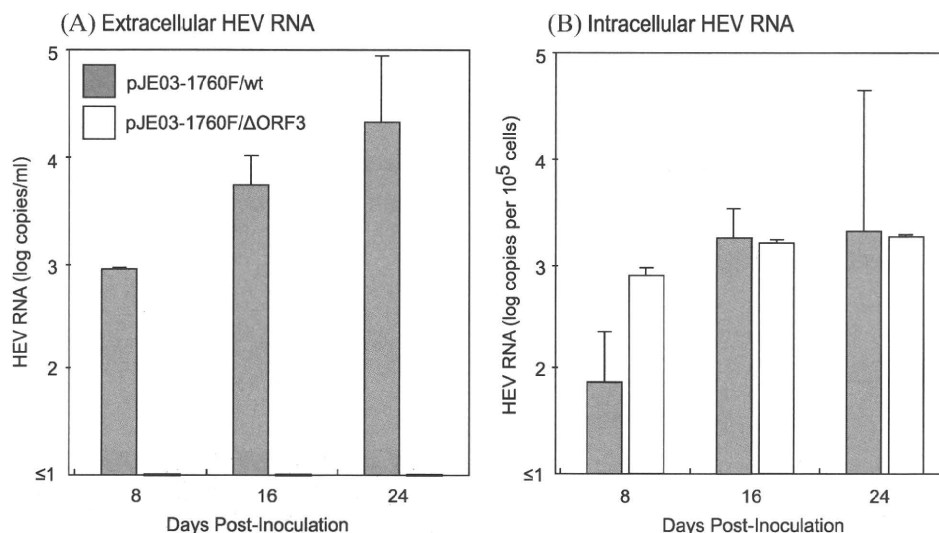 (A) Extracellular HEV RNA
5
4
3
2
≤1
HEV RNA (log copies/ml)
pJE03-1760F/wt
pJE03-1760F/ΔORF3
8 16 24
Days Post-Inoculation
(B) Intracellular HEV RNA
5
4
3
2
≤1
HEV RNA (log copies per 10⁵ cells)
8 16 24
Days Post-Inoculation